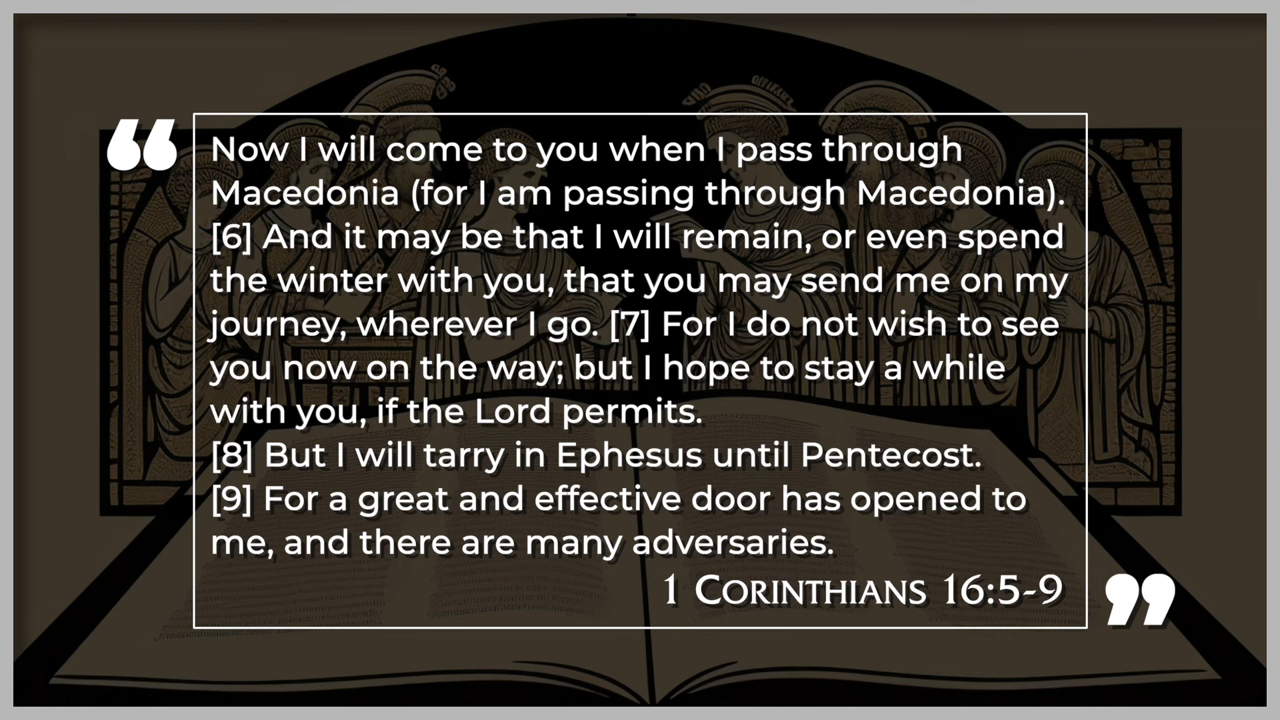 “
Now I will come to you when I pass through
Macedonia (for I am passing through Macedonia).
[6] And it may be that I will remain, or even spend
the winter with you, that you may send me on my
journey, wherever I go. [7] For I do not wish to see
you now on the way; but I hope to stay a while
with you, if the Lord permits.
[8] But I will tarry in Ephesus until Pentecost.
[9] For a great and effective door has opened to
me, and there are many adversaries.
1 Corinthians 16:5-9
”